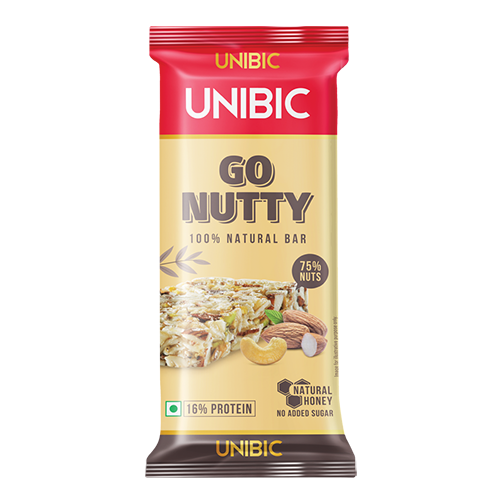 UNIBIC
UNIBIC
GO
NUTTY
100% NATURAL BAR
75%
NUTS
NATURAL
HONEY
NO ADDED SUGAR
16% PROTEIN
UNIBIC